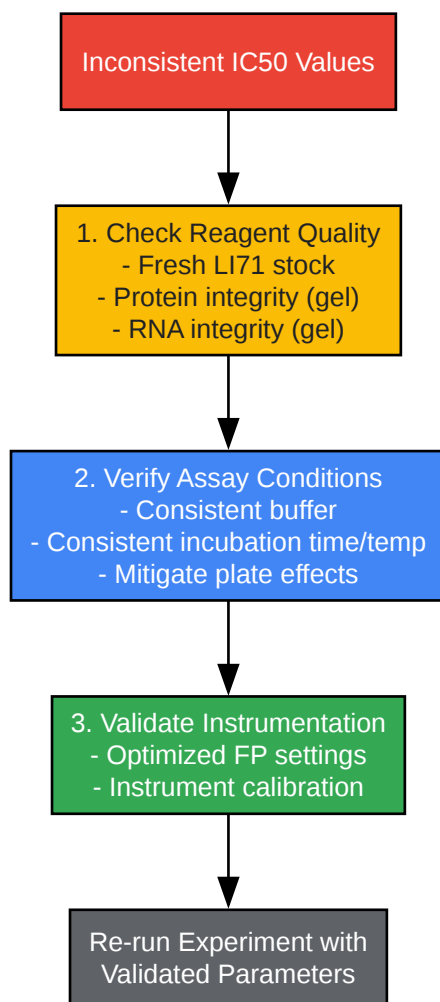 Inconsistent IC50 Values
1. Check Reagent Quality
- Fresh LI71 stock
- Protein integrity (gel)
- RNA integrity (gel)
2. Verify Assay Conditions
- Consistent buffer
- Consistent incubation time/temp
- Mitigate plate effects
3. Validate Instrumentation
- Optimized FP settings
- Instrument calibration
Re-run Experiment with
Validated Parameters